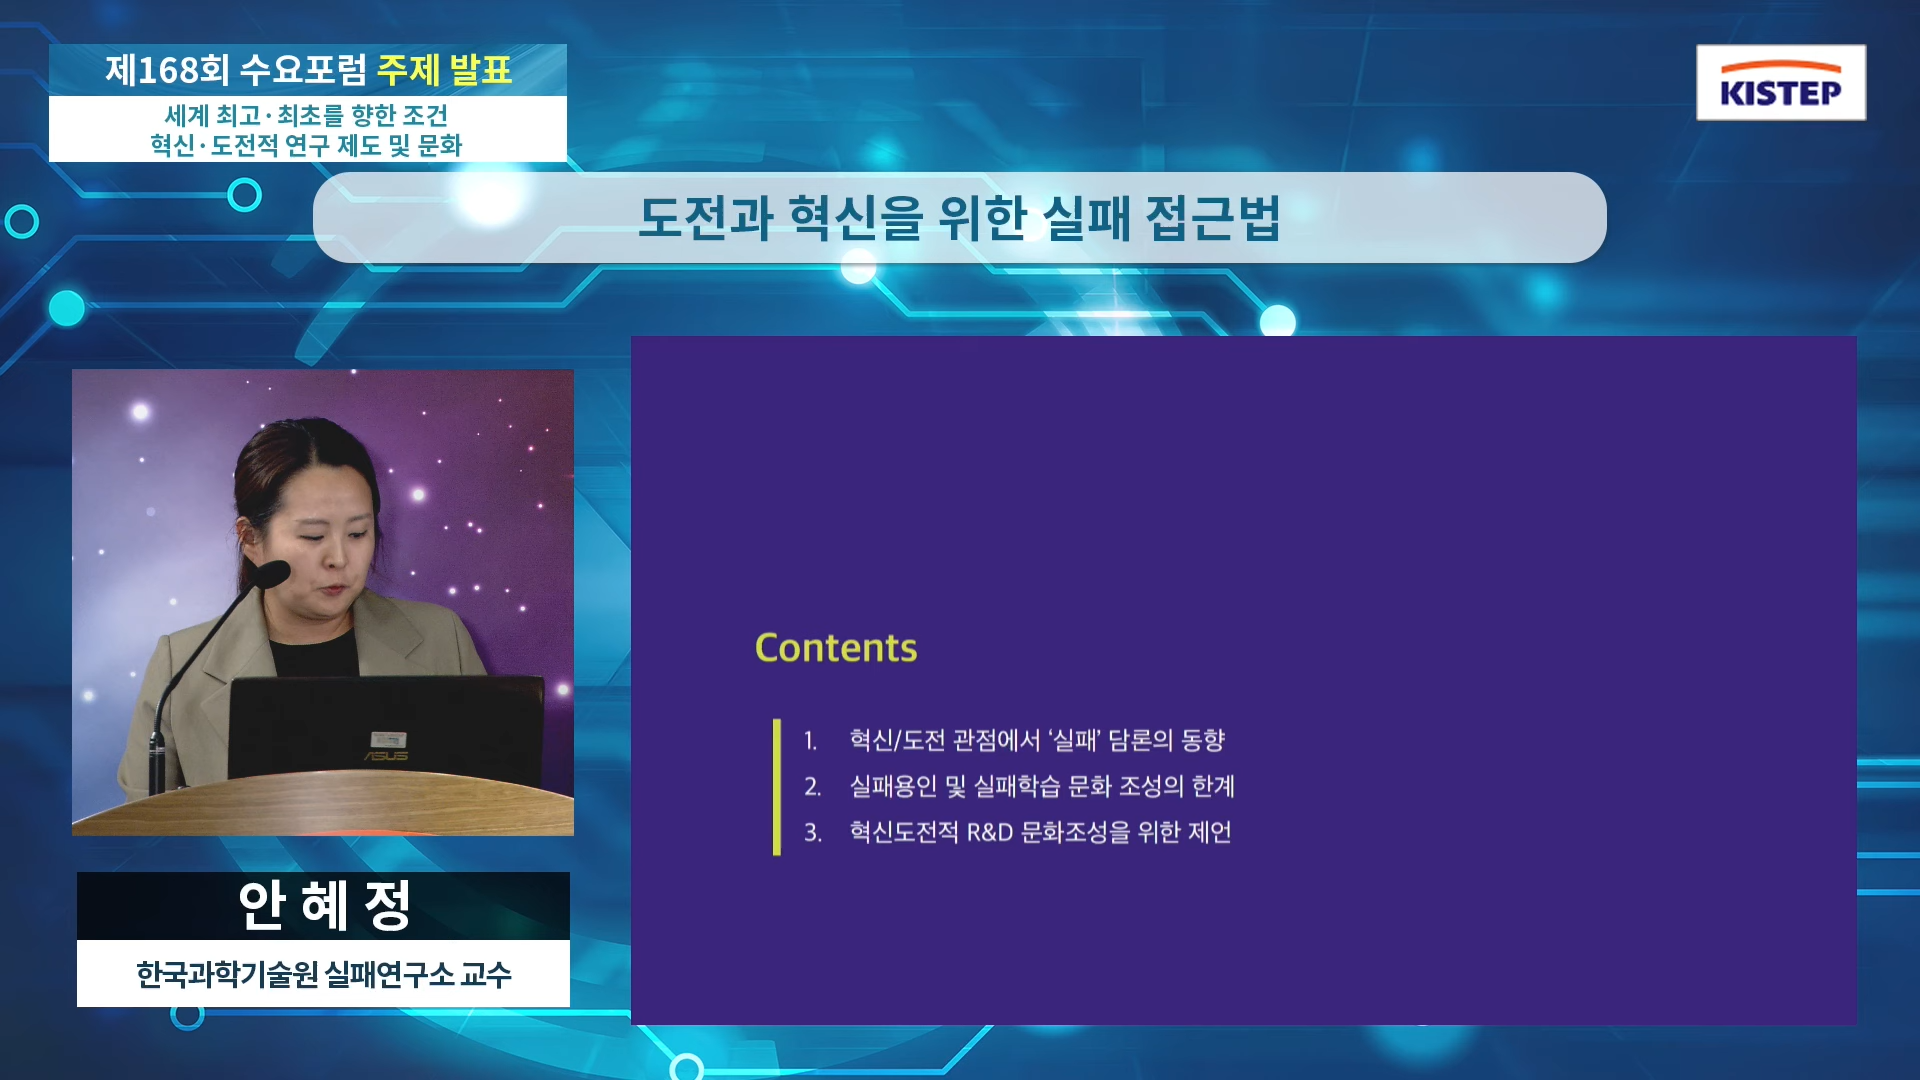 제168회 수요포럼 주제 발표
세계 최고·최초를 향한 조건
혁신·도전적 연구 제도 및 문화
KISTEP
도전과 혁신을 위한 실패 접근법
Contents
1. 혁신/도전 관점에서 ‘실패’ 담론의 동향
2. 실패용인 및 실패학습 문화 조성의 한계
3. 혁신도전적 R&D 문화조성을 위한 제언
ASUS
안혜정
한국과학기술원 실패연구소 교수